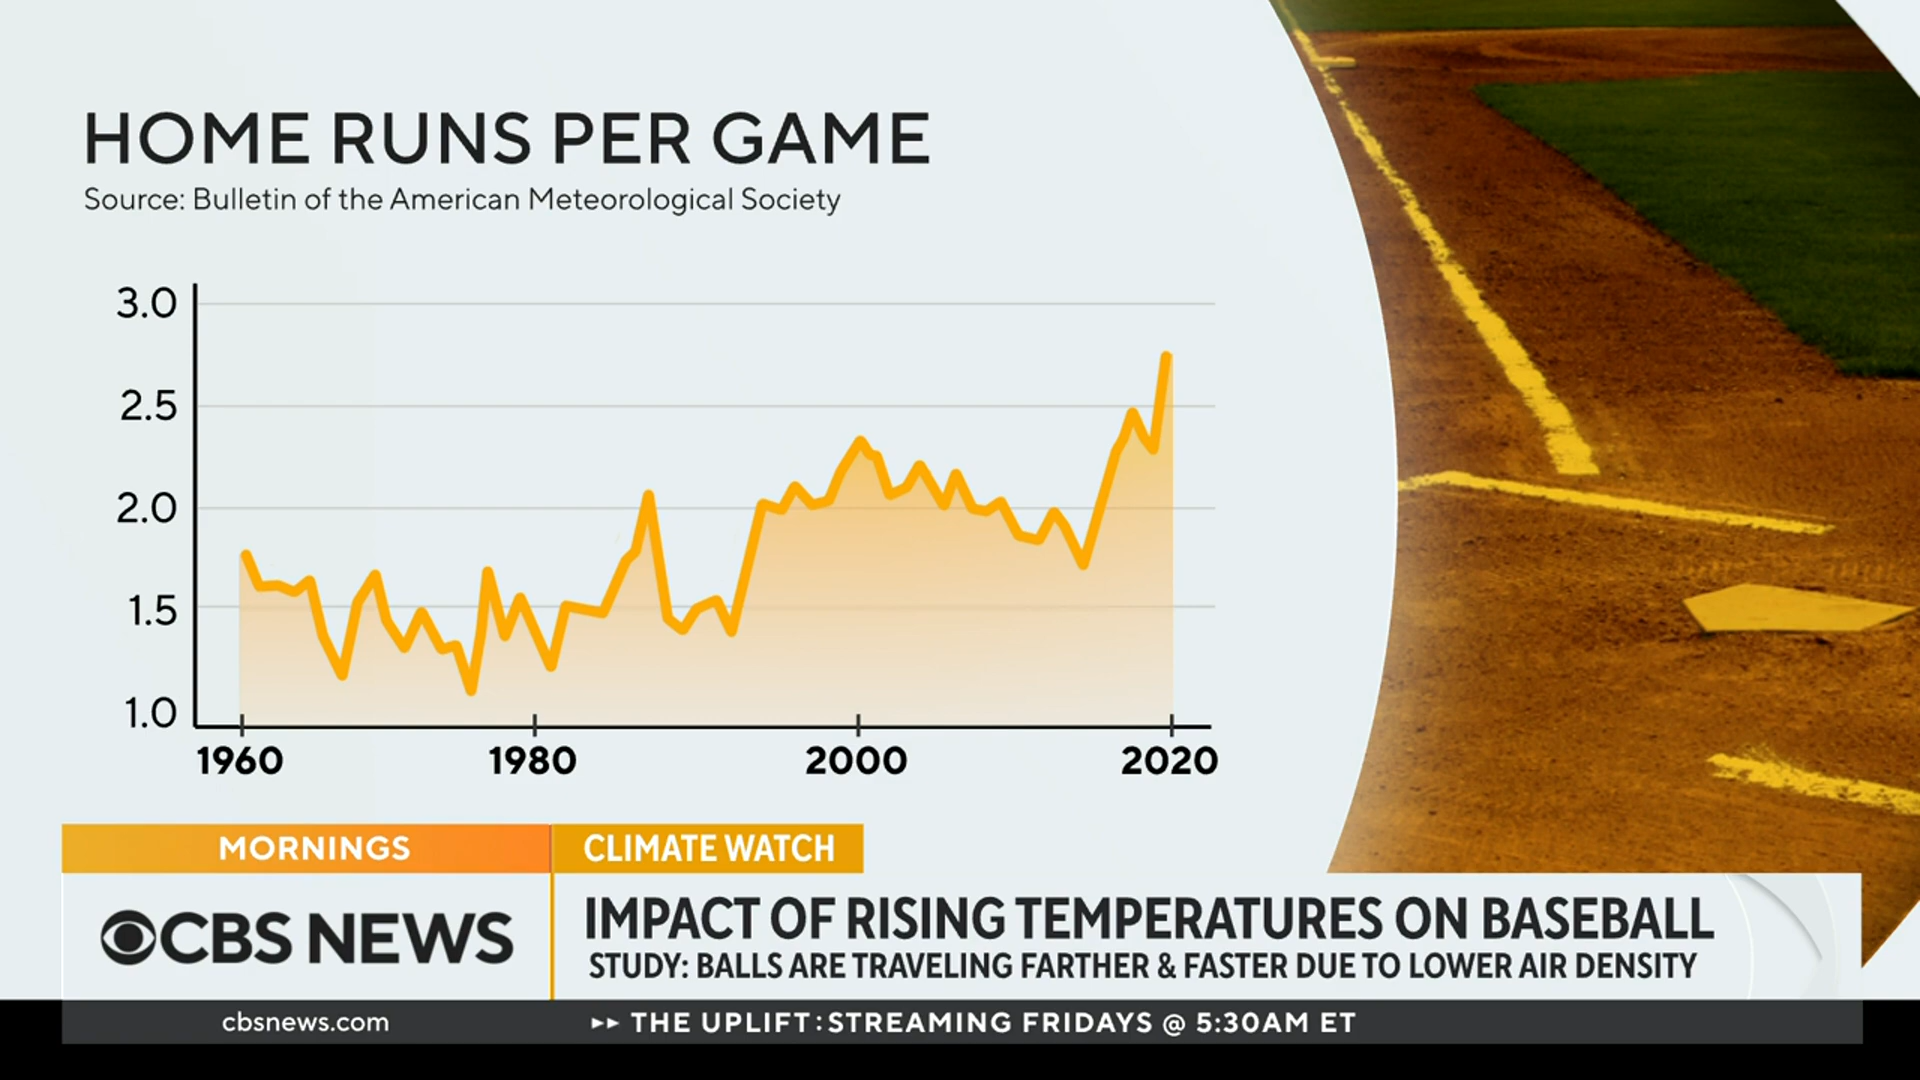 HOME RUNS PER GAME
Source: Bulletin of the American Meteorological Society
3.0
2.5
2.0
1.5
1.0
1960 1980 2000 2020
MORNINGS
CLIMATE WATCH
CBS NEWS
IMPACT OF RISING TEMPERATURES ON BASEBALL
STUDY: BALLS ARE TRAVELING FARTHER & FASTER DUE TO LOWER AIR DENSITY
cbsnews.com
THE UPLIFT: STREAMING FRIDAYS @ 5:30AM ET